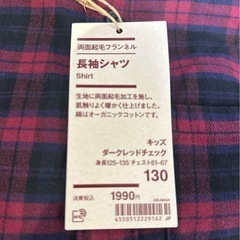 両面起毛フランネル
長袖シャツ
Shirt
生地に両面起毛加工を施し、
肌触りよく暖かく仕上げました。
綿はオーガニックコットンです。
キッズ
ダークレッドチェック
身長125-135 チェスト61-67
130
消費税込 1990円
4550512229162 JP